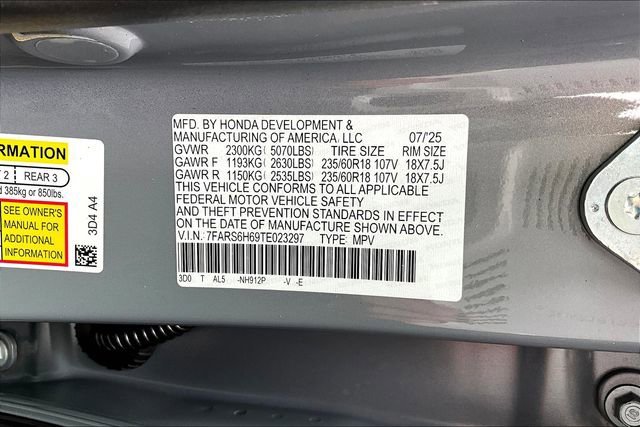 MFD. BY HONDA DEVELOPMENT &
MANUFACTURING OF AMERICA, LLC 07/'25
GVWR 2300KG( 5070LBS) TIRE SIZE RIM SIZE
GAWR F 1193KG( 2630LBS) 235/60R18 107V 18X7.5J
GAWR R 1150KG( 2535LBS) 235/60R18 107V 18X7.5J
THIS VEHICLE CONFORMS TO ALL APPLICABLE
FEDERAL MOTOR VEHICLE SAFETY
AND THEFT PREVENTION STANDARDS IN EFFECT
ON THE DATE OF MANUFACTURE SHOWN ABOVE.
V.I.N.: 7FARS6H69TE023297 TYPE: MPV
3D0 T AL5 -NH912P -V -E
RMATION
2 REAR 3
d 385kg or 850lbs.
SEE OWNER'S
MANUAL FOR
ADDITIONAL
INFORMATION
3D4 A4